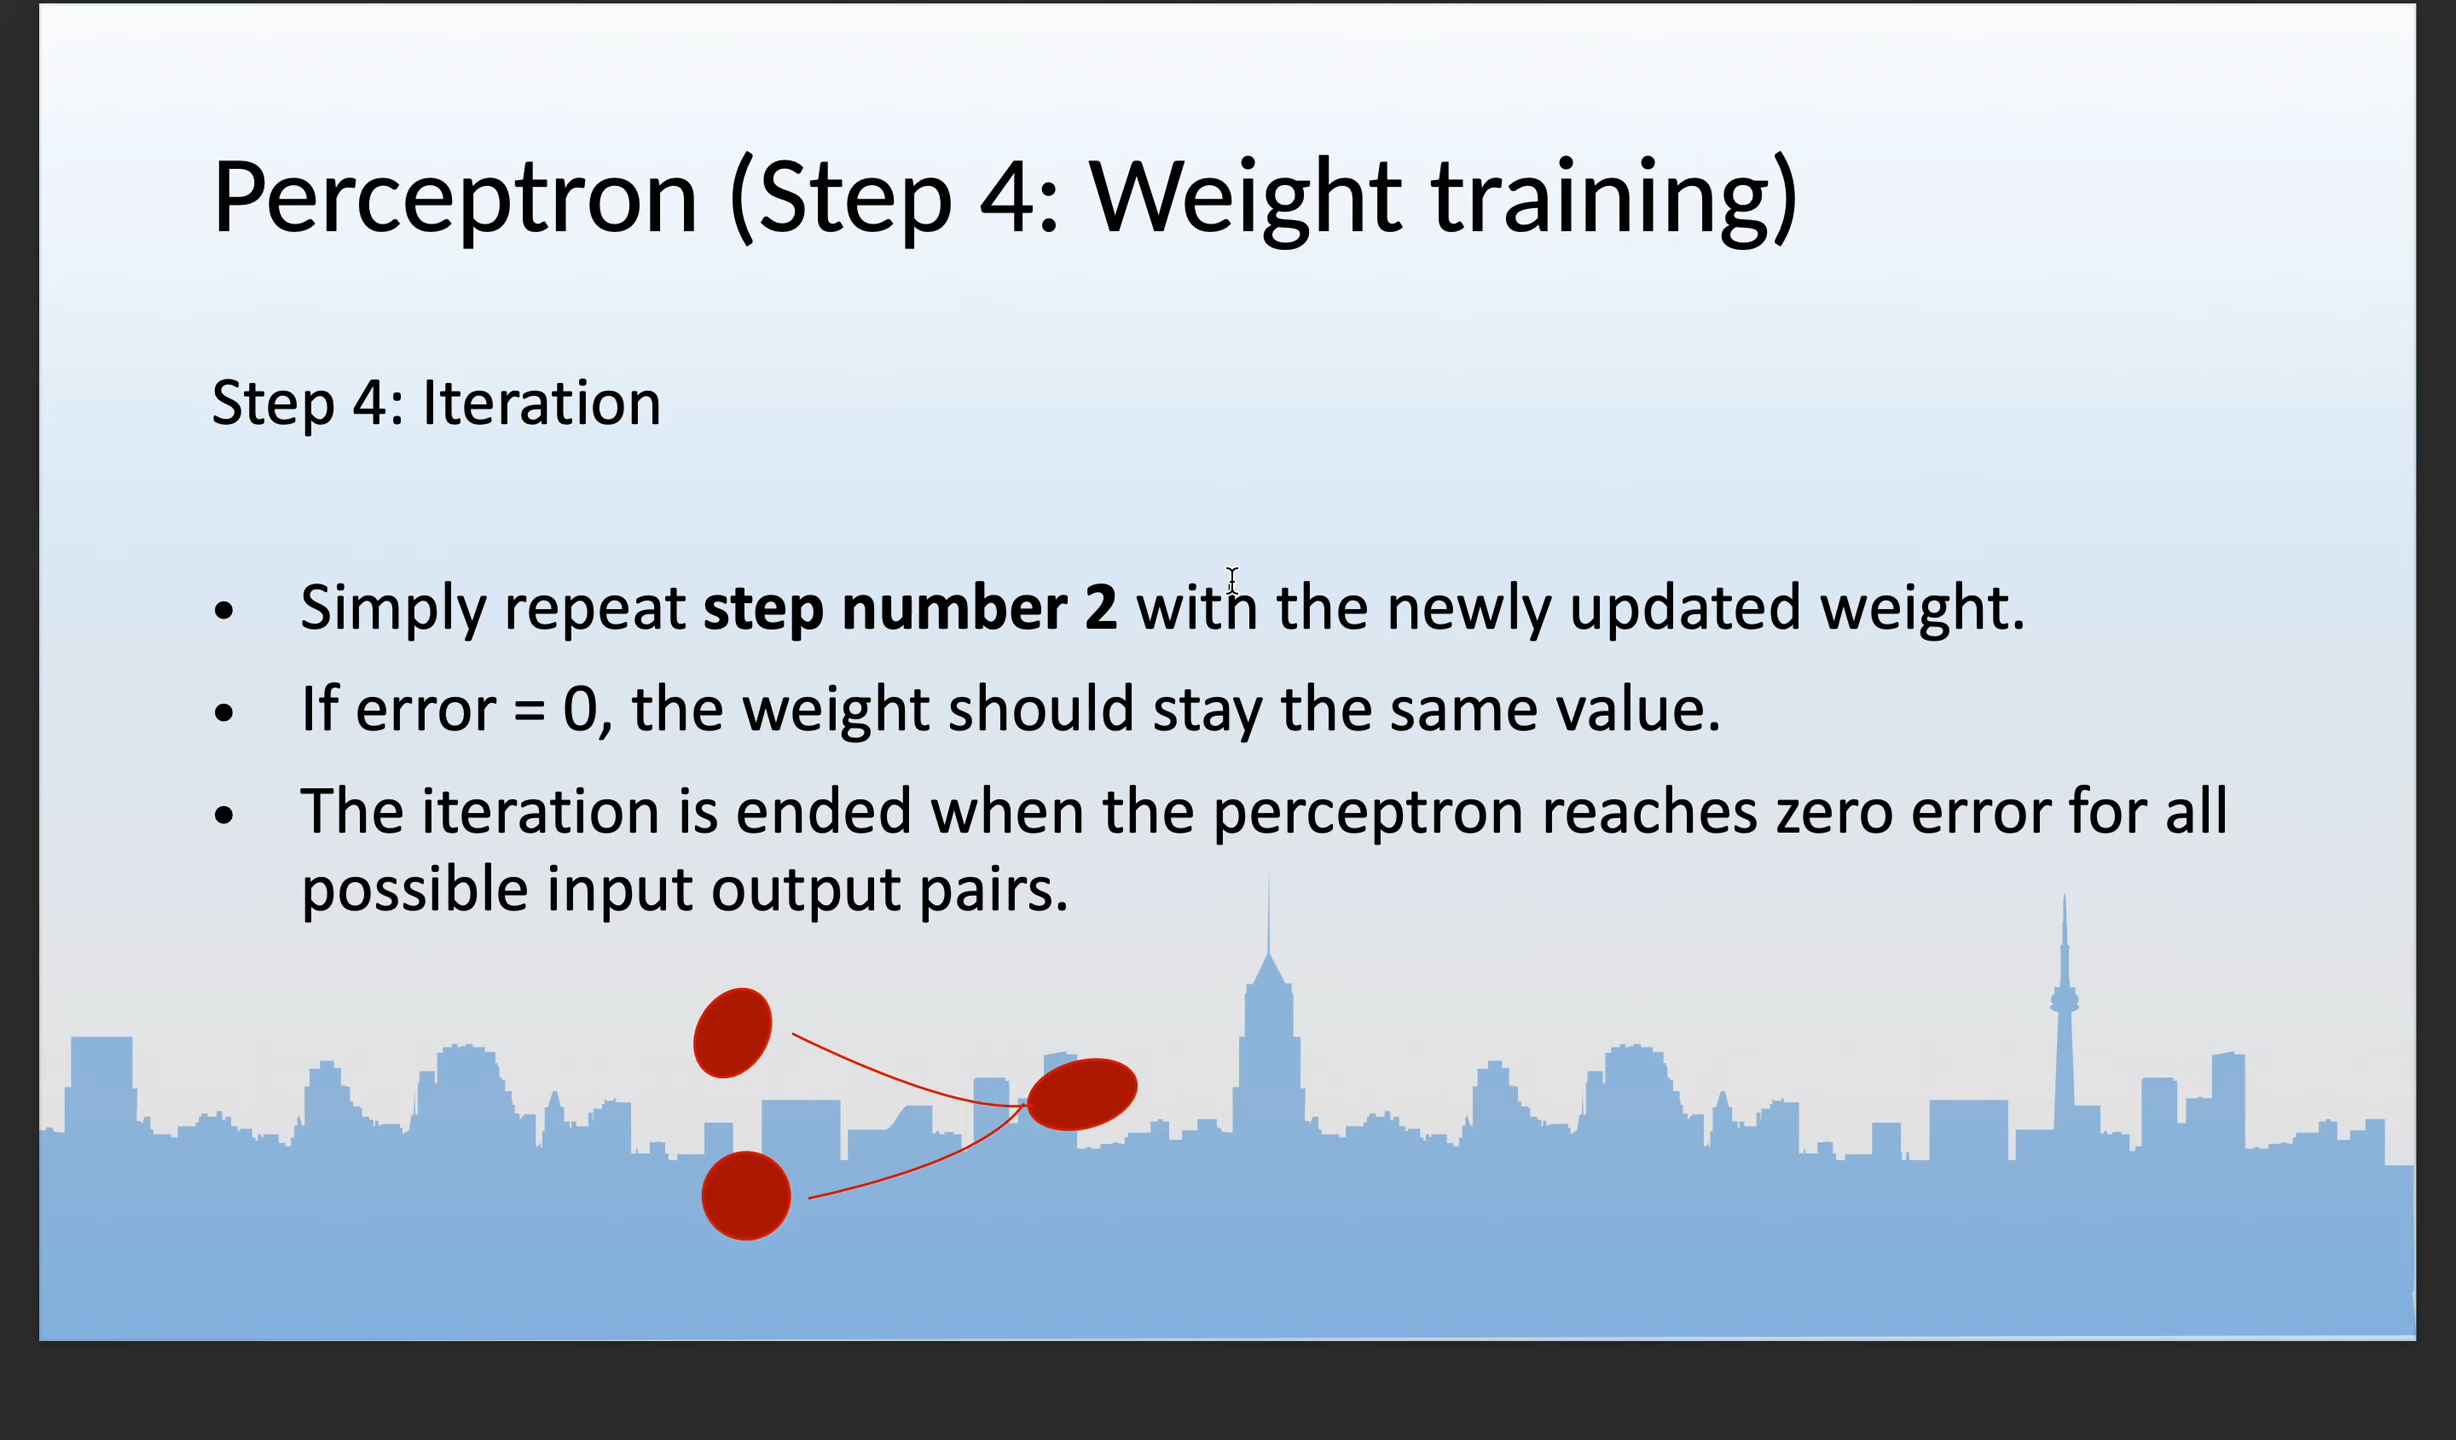 Perceptron (Step 4: Weight training)
Step 4: Iteration
• Simply repeat step number 2 with the newly updated weight.
• If error = 0, the weight should stay the same value.
• The iteration is ended when the perceptron reaches zero error for all
possible input output pairs.